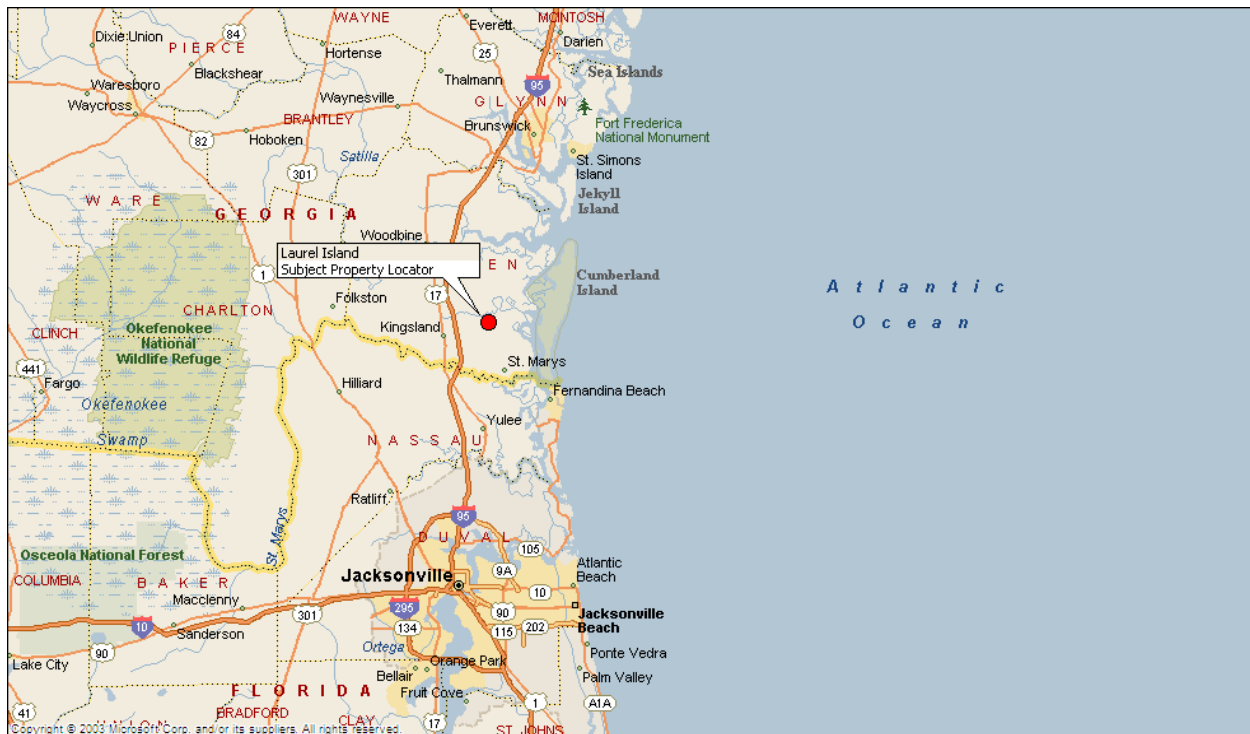 WAYNE
Everett
MCINTOSH
Dixie Union
84
PIERCE
Hortense
25
Darien
Blackshear
Thalmann
Sea Islands
Waresboro
95
Waycross
Waynesville
GLYNN
BRANTLEY
Brunswick
Fort Frederica
National Monument
82
Hoboken
Satilla
St. Simons
Island
301
WARE
Jekyll
Island
GEORGIA
Woodbine
Laurel Island
Subject Property Locator
EN
Cumberland
Island
1
17
Atlantic
Ocean
Folkston
CHARLTON
Kingsland
CLINCH
Okefenokee
National
Wildlife Refuge
441
St. Marys
Fargo
Hilliard
Fernandina Beach
Okefenokee
Swamp
Yulee
NASSAU
Ratliff
95
St. Marys
DUVAL
105
Osceola National Forest
9A
Atlantic
Beach
COLUMBIA
BAKER
Jacksonville
10
Macclenny
295
301
90
Jacksonville
Beach
10
Sanderson
134
115
202
90
Ortega
Ponte Vedra
Lake City
Orange Park
Bellair
Palm Valley
FLORIDA
Fruit Cove
1
A1A
41
BRADFORD
UNION
CLAY
17
ST. JOHNS
Copyright © 2003 Microsoft Corp. and/or its suppliers. All rights reserved.